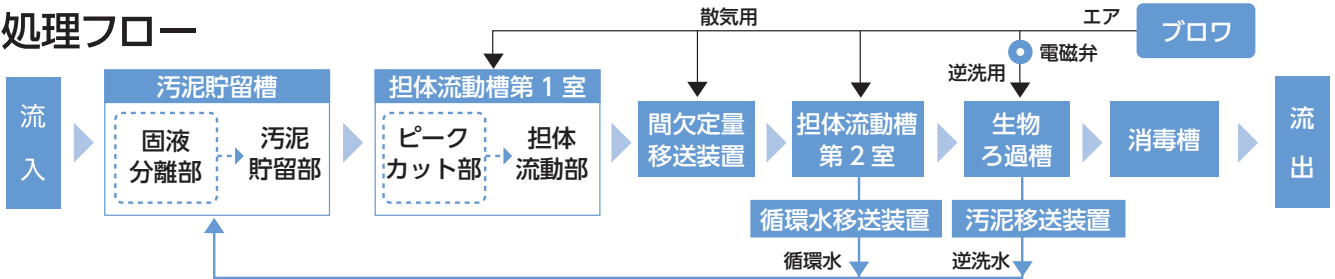 処理フロー
散気用
エア
ブロワ
電磁弁
逆洗用
流
入
汚泥貯留槽
固液
分離部
汚泥
貯留部
担体流動槽第1室
ピーク
カット部
担体
流動部
間欠定量
移送装置
担体流動槽
第2室
生物
ろ過槽
消毒槽
流
出
循環水移送装置
汚泥移送装置
循環水
逆洗水